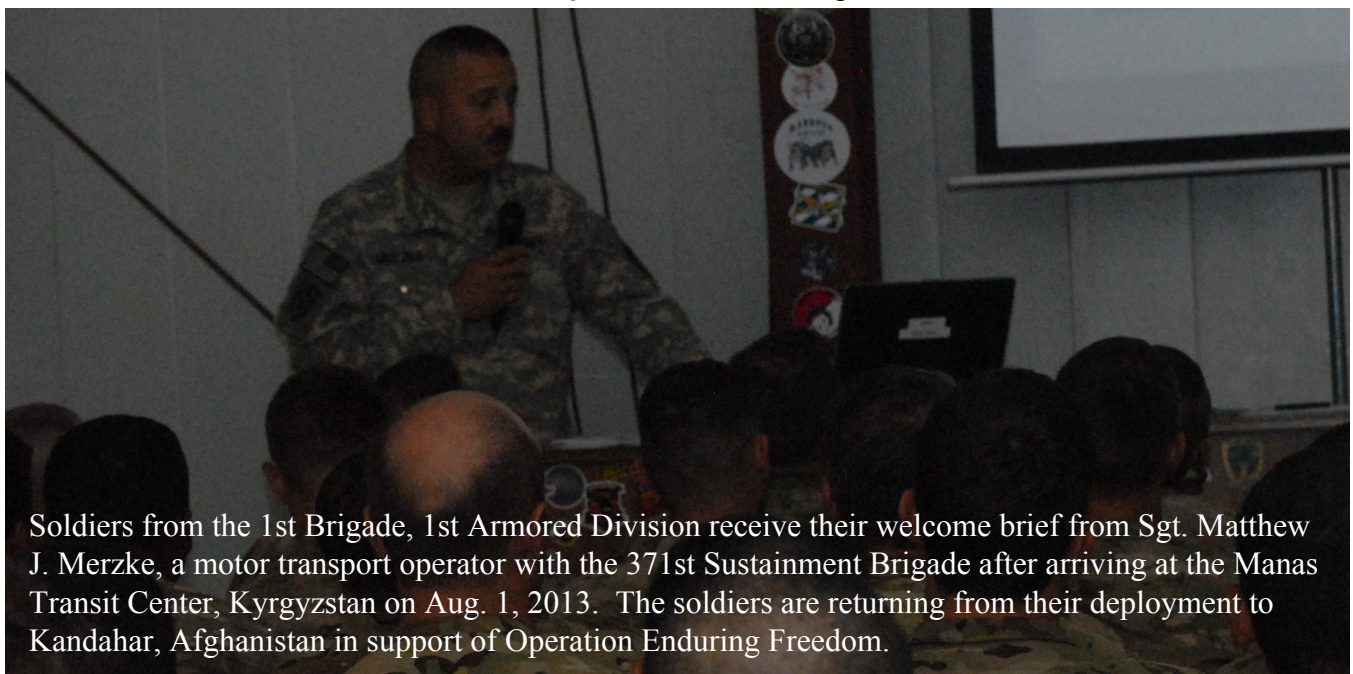 Soldiers from the 1st Brigade, 1st Armored Division receive their welcome brief from Sgt. Matthew
J. Merzke, a motor transport operator with the 371st Sustainment Brigade after arriving at the Manas
Transit Center, Kyrgyzstan on Aug. 1, 2013.  The soldiers are returning from their deployment to
Kandahar, Afghanistan in support of Operation Enduring Freedom.